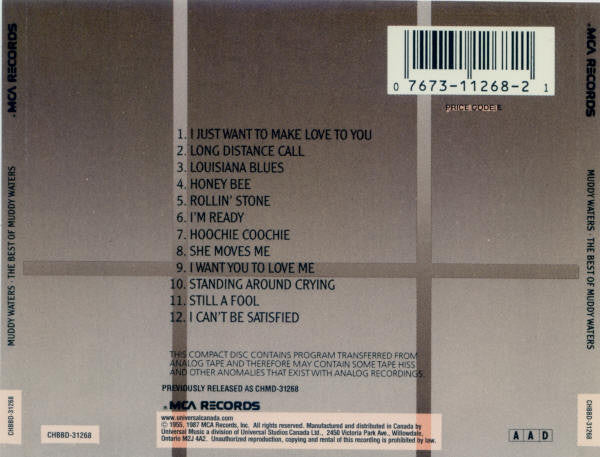 MCA RECORDS
MUDDY WATERS · THE BEST OF MUDDY WATERS
CHBBD-31268
0 7673-11268-2 1
PRICE CODE E
1. I JUST WANT TO MAKE LOVE TO YOU
2. LONG DISTANCE CALL
3. LOUISIANA BLUES
4. HONEY BEE
5. ROLLIN' STONE
6. I'M READY
7. HOOCHIE COOCHIE
8. SHE MOVES ME
9. I WANT YOU TO LOVE ME
10. STANDING AROUND CRYING
11. STILL A FOOL
12. I CAN'T BE SATISFIED
THIS COMPACT DISC CONTAINS PROGRAM TRANSFERRED FROM
ANALOG TAPE AND THEREFORE MAY CONTAIN SOME TAPE HISS
AND OTHER ANOMALIES THAT EXIST WITH ANALOG RECORDINGS.
PREVIOUSLY RELEASED AS CHMD-31268
MCA RECORDS
www.universalcanada.com
© 1955, 1987 MCA Records, Inc. All rights reserved. Manufactured and distributed in Canada by
Universal Music a division of Universal Studios Canada Ltd., 2450 Victoria Park Ave., Willowdale,
Ontario M2J 4A2. Unauthorized reproduction, copying and rental of this recording is prohibited by law.
CHBBD-31268
A A D
MCA RECORDS
MUDDY WATERS · THE BEST OF MUDDY WATERS
CHBBD-31268